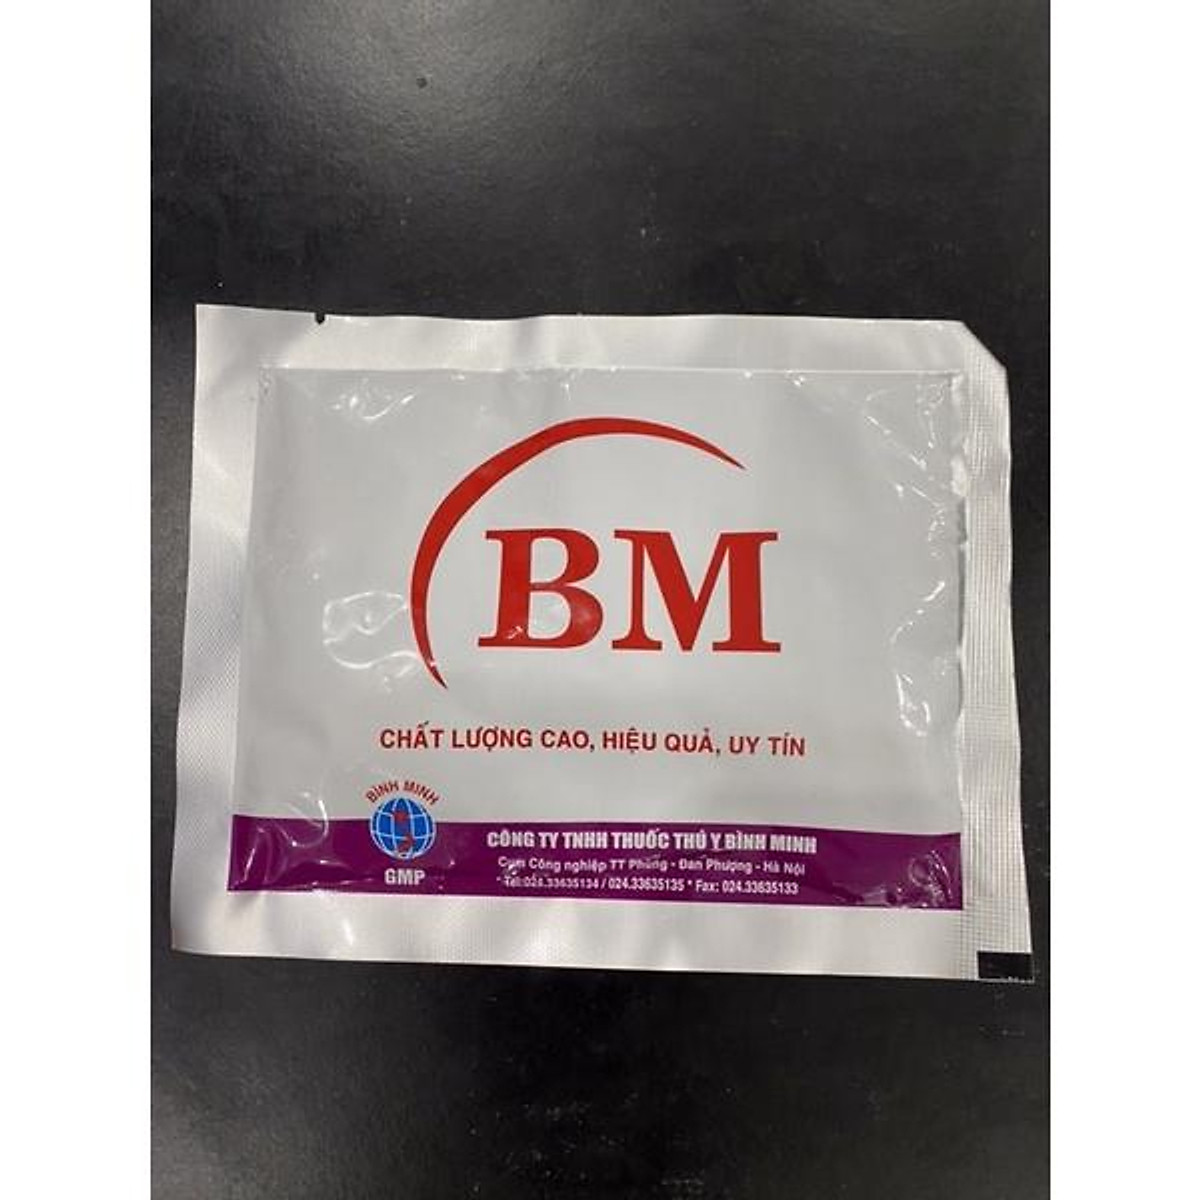 BM
CHẤT LƯỢNG CAO, HIỆU QUẢ, UY TÍN
BÌNH MINH
GMP
CÔNG TY TNHH THUỐC THÚ Y BÌNH MINH
Cụm Công nghiệp TT Phùng - Đan Phượng - Hà Nội
* Tel:024.33635134 / 024.33635135 * Fax: 024.33635133